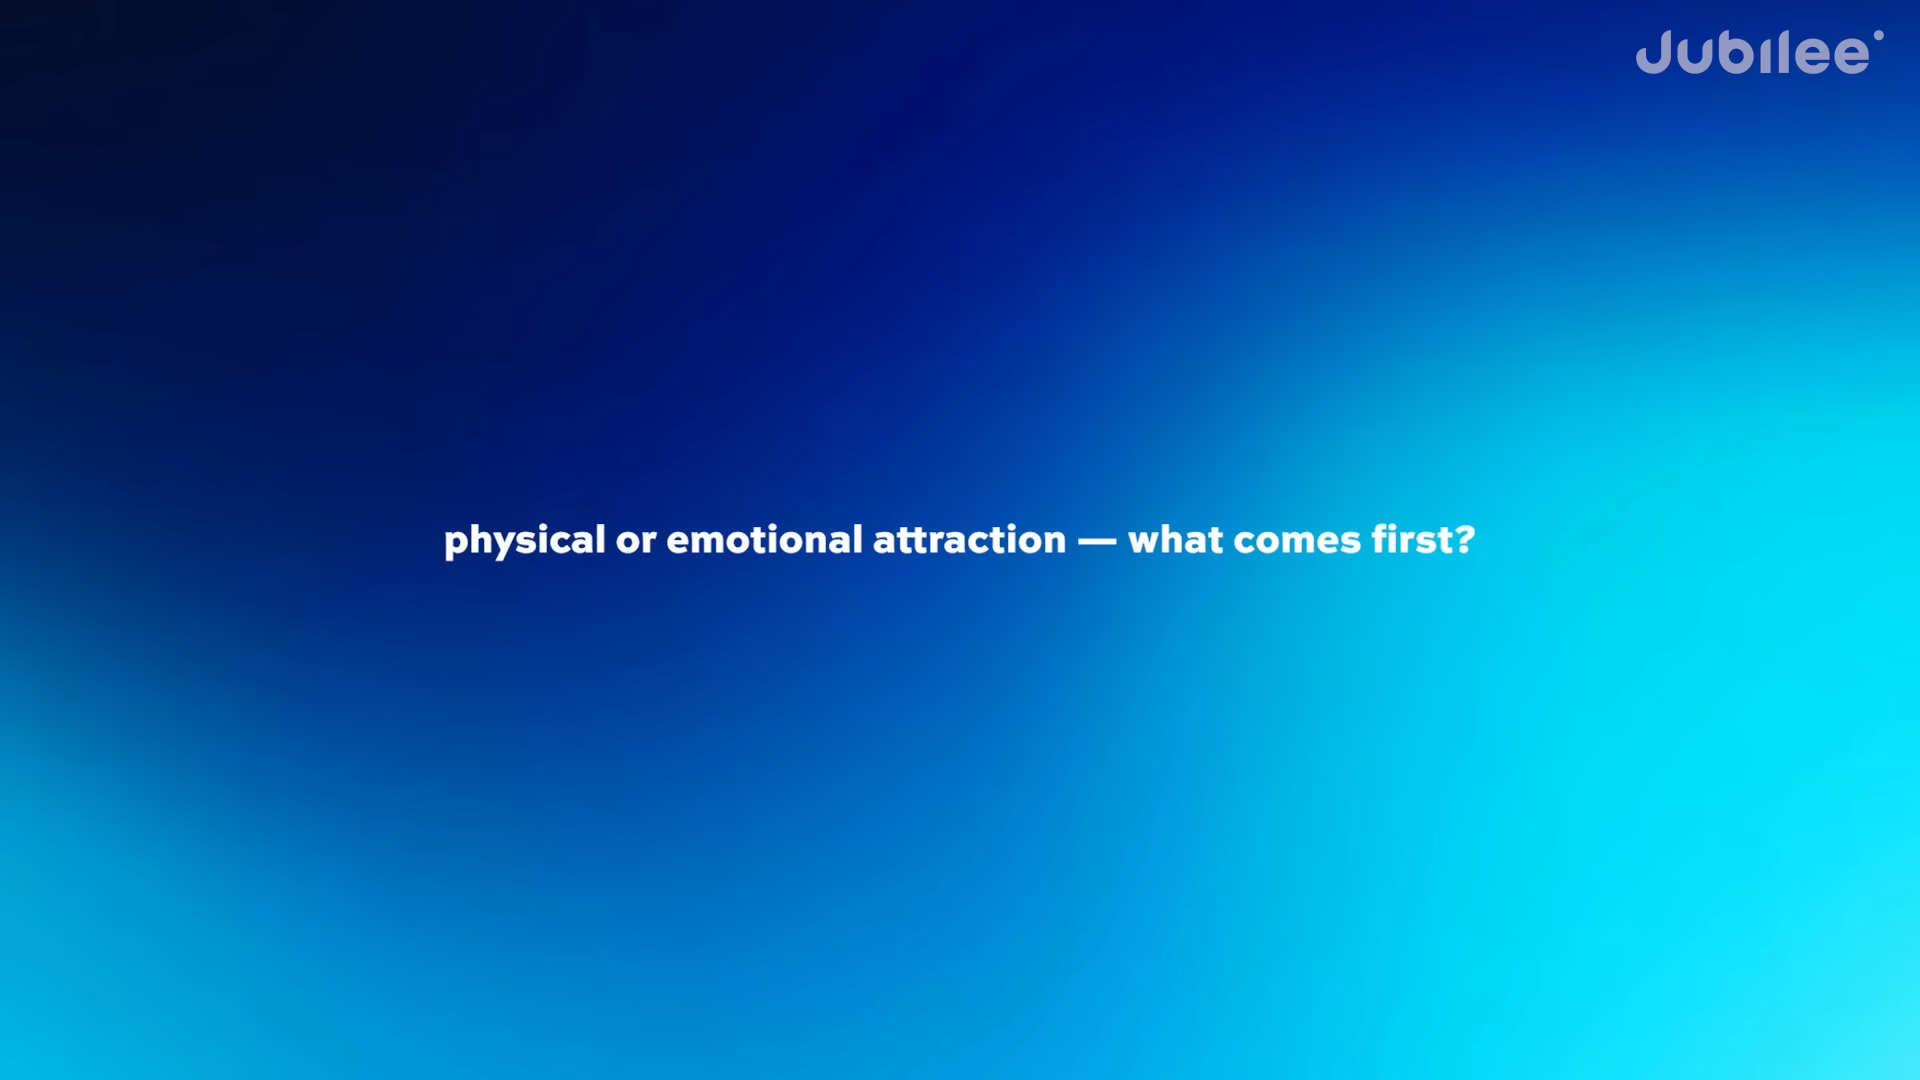 Jubilee
physical or emotional attraction — what comes first?